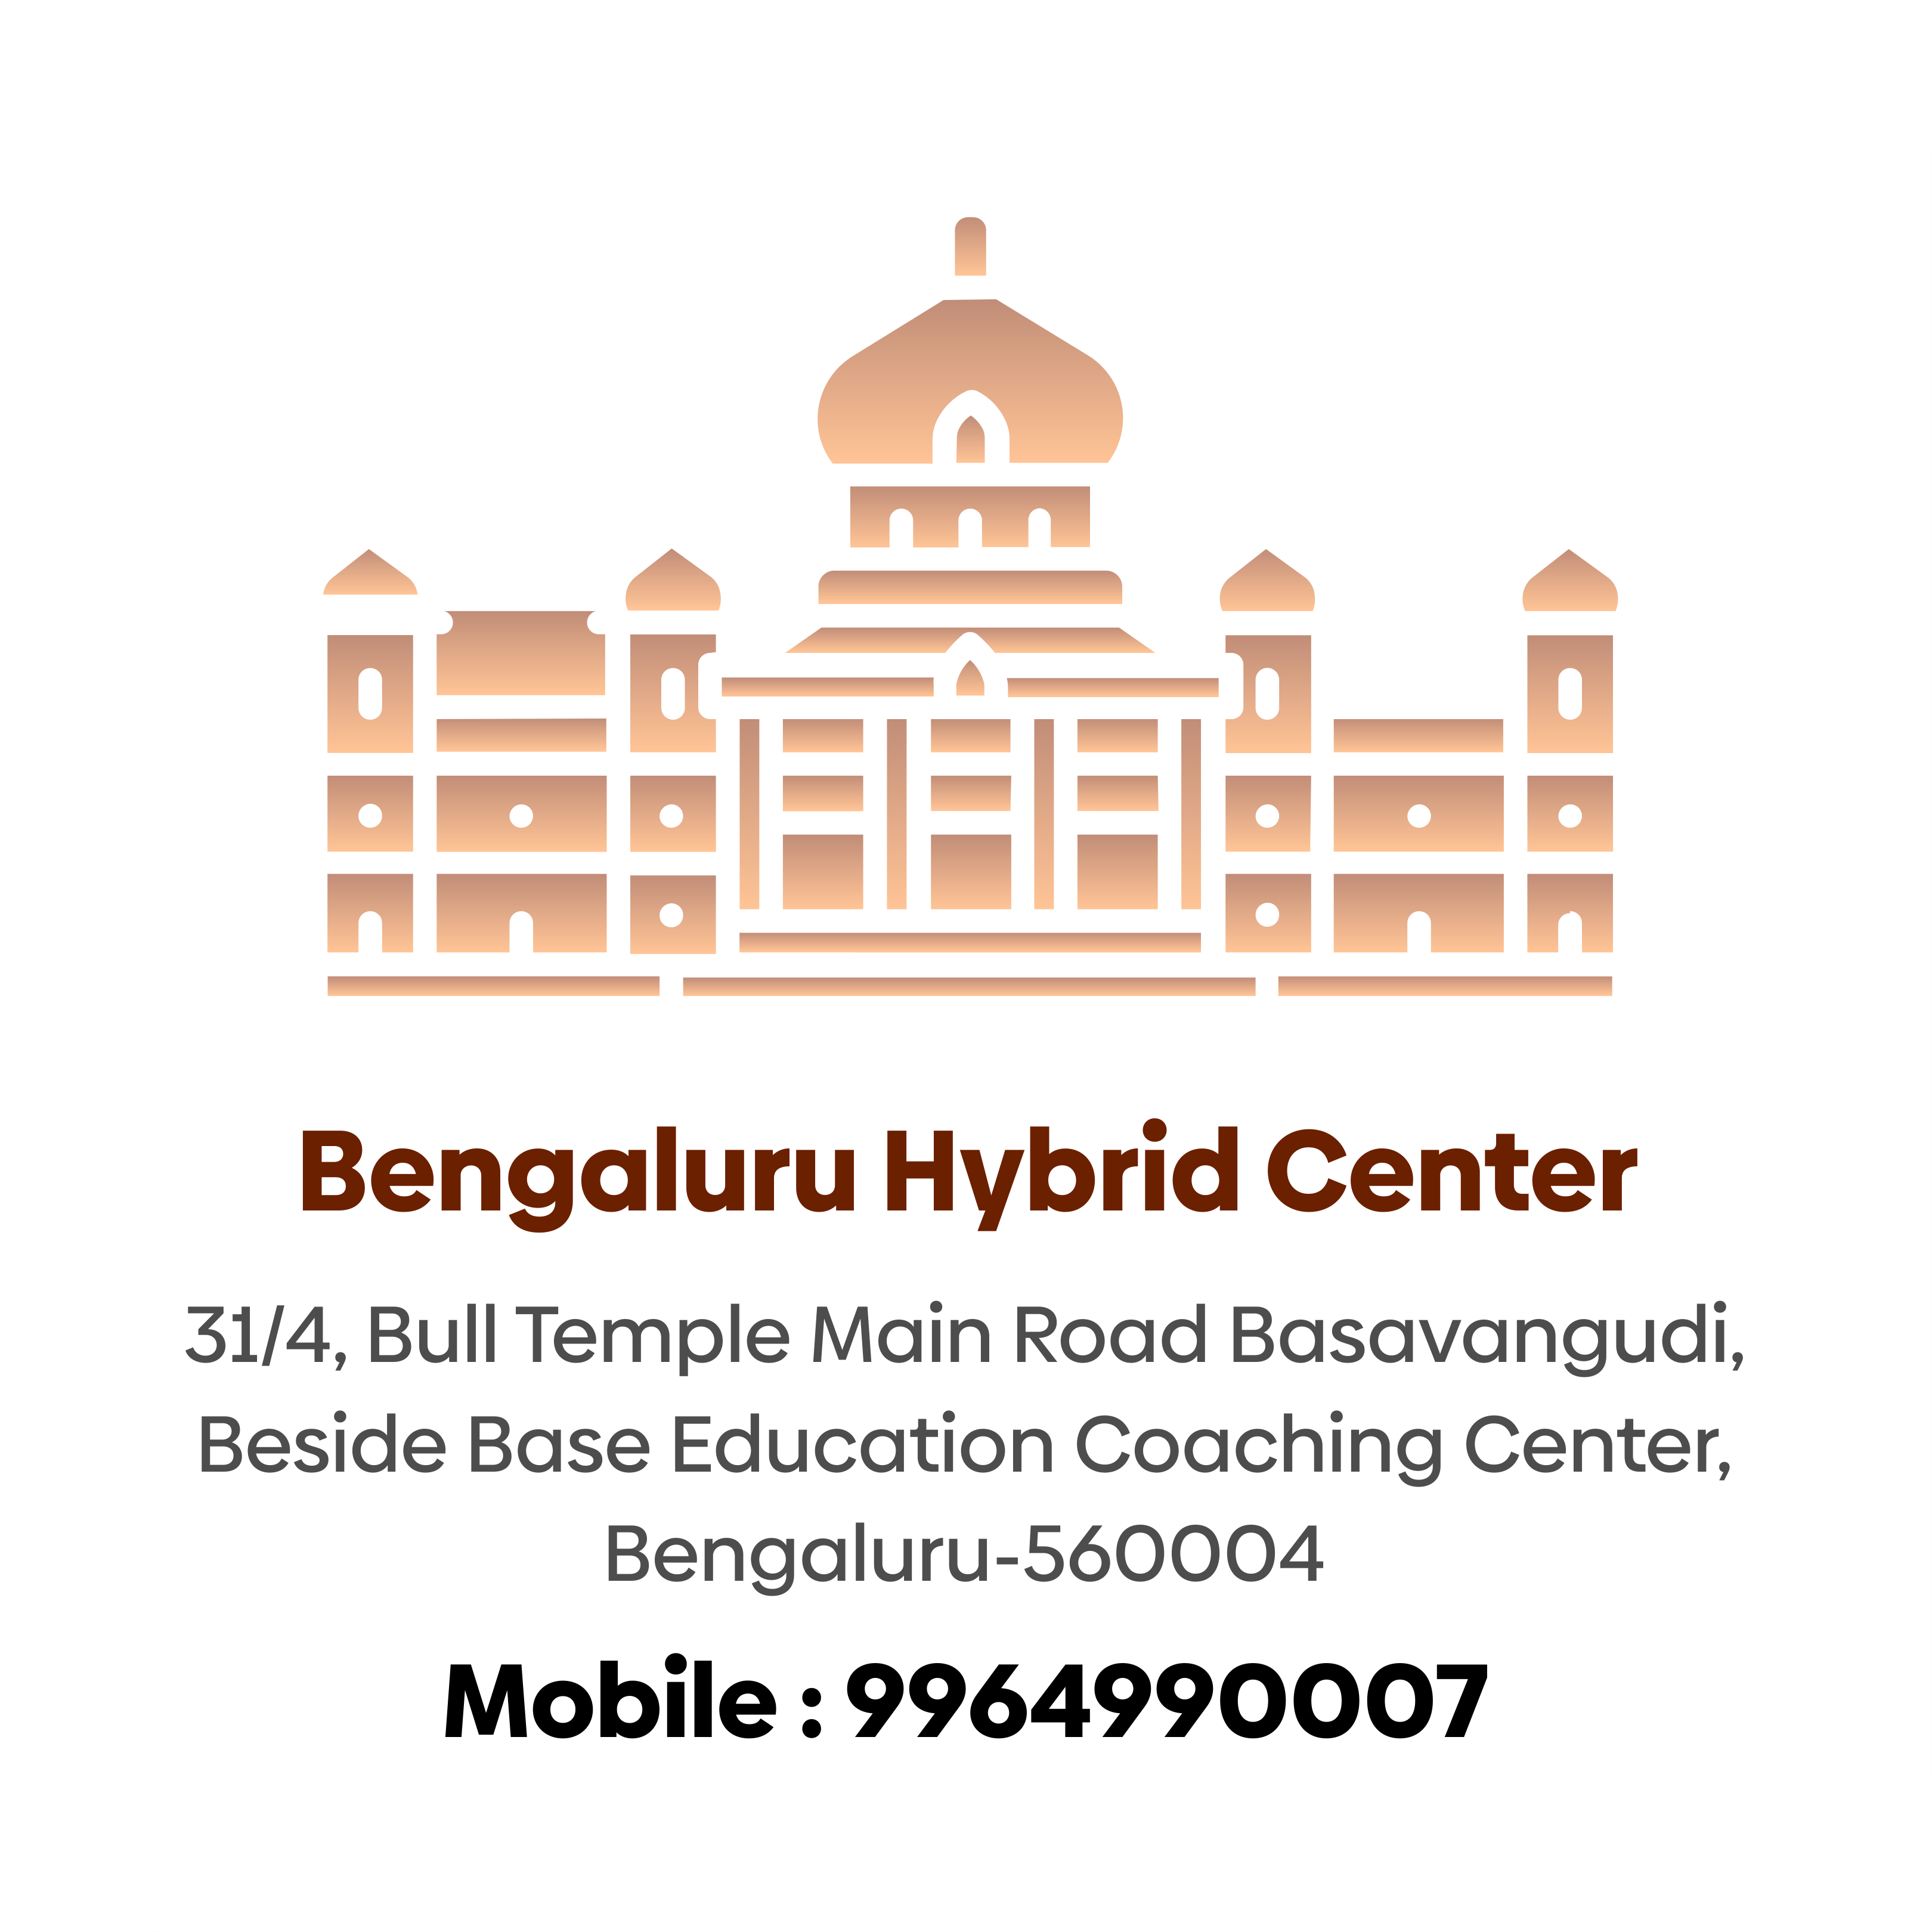 Bengaluru Hybrid Center
31/4, Bull Temple Main Road Basavangudi,
Beside Base Education Coaching Center,
Bengaluru-560004
Mobile : 9964990007